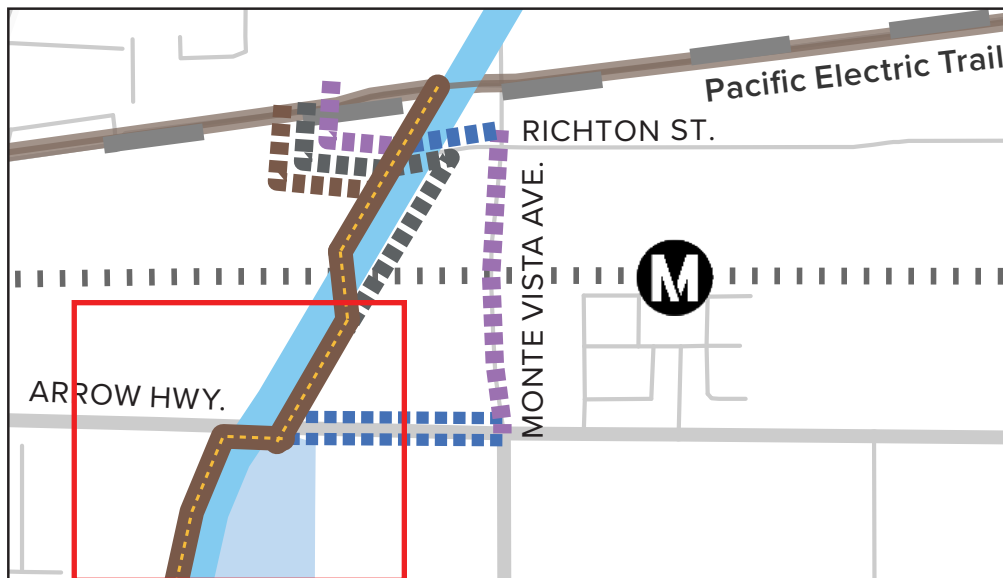 Pacific Electric Trail
RICHTON ST.
MONTE VISTA AVE.
M
ARROW HWY.